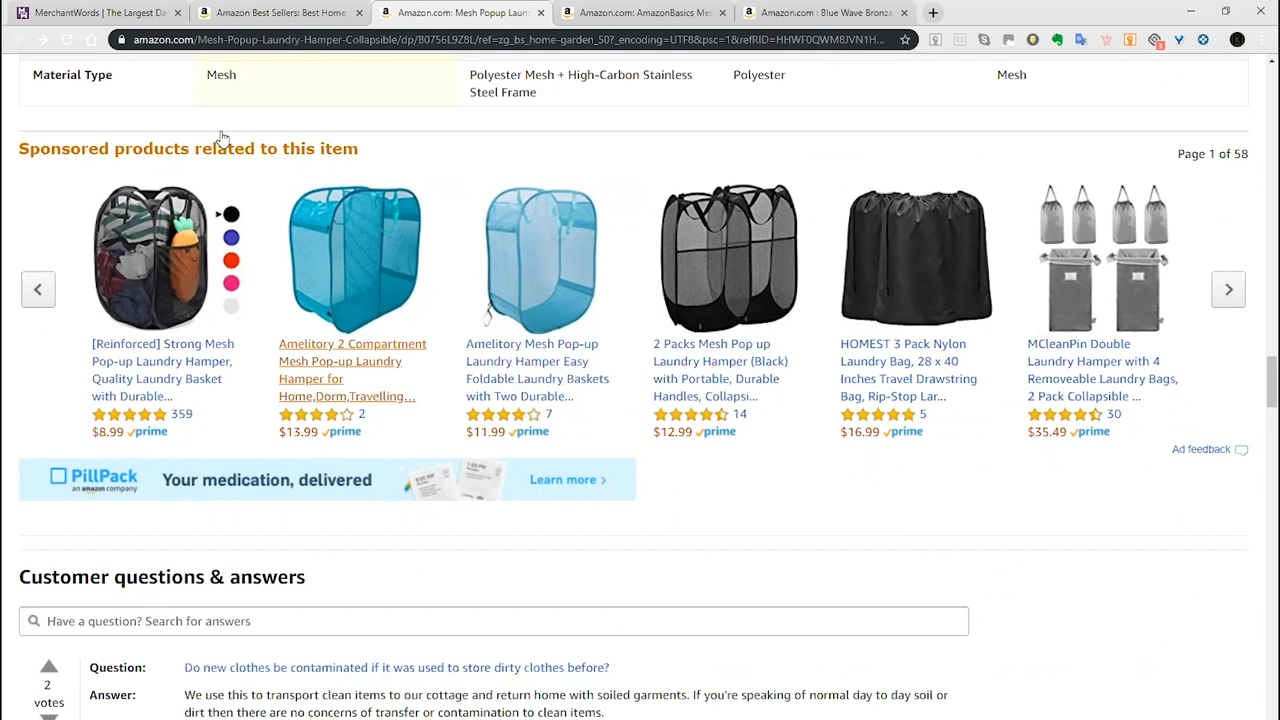 MerchantWords | The Largest Da
Amazon Best Sellers: Best Home
Amazon.com: Mesh Popup Laun
Amazon.com: AmazonBasics Me
Amazon.com : Blue Wave Bronze
amazon.com/Mesh-Popup-Laundry-Hamper-Collapsible/dp/B0756L9Z8L/ref=zg_bs_home-garden_50?_encoding=UTF8&psc=1&refRID=HHWF0QWM8JVN1H...
Material Type
Mesh
Polyester Mesh + High-Carbon Stainless
Steel Frame
Polyester
Mesh
Sponsored products related to this item
Page 1 of 58
[Reinforced] Strong Mesh
Pop-up Laundry Hamper,
Quality Laundry Basket
with Durable...
359
$8.99 prime
Amelitory 2 Compartment
Mesh Pop-up Laundry
Hamper for
Home,Dorm,Travelling...
2
$13.99 prime
Amelitory Mesh Pop-up
Laundry Hamper Easy
Foldable Laundry Baskets
with Two Durable...
7
$11.99 prime
2 Packs Mesh Pop up
Laundry Hamper (Black)
with Portable, Durable
Handles, Collapsi...
14
$12.99 prime
HOMEST 3 Pack Nylon
Laundry Bag, 28 x 40
Inches Travel Drawstring
Bag, Rip-Stop Lar...
5
$16.99 prime
MCleanPin Double
Laundry Hamper with 4
Removeable Laundry Bags,
2 Pack Collapsible ...
30
$35.49 prime
Ad feedback
PillPack
an amazon company
Your medication, delivered
Learn more ›
Customer questions & answers
Have a question? Search for answers
2
votes
Question:
Do new clothes be contaminated if it was used to store dirty clothes before?
Answer:
We use this to transport clean items to our cottage and return home with soiled garments. If you're speaking of normal day to day soil or
dirt then there are no concerns of transfer or contamination to clean items.